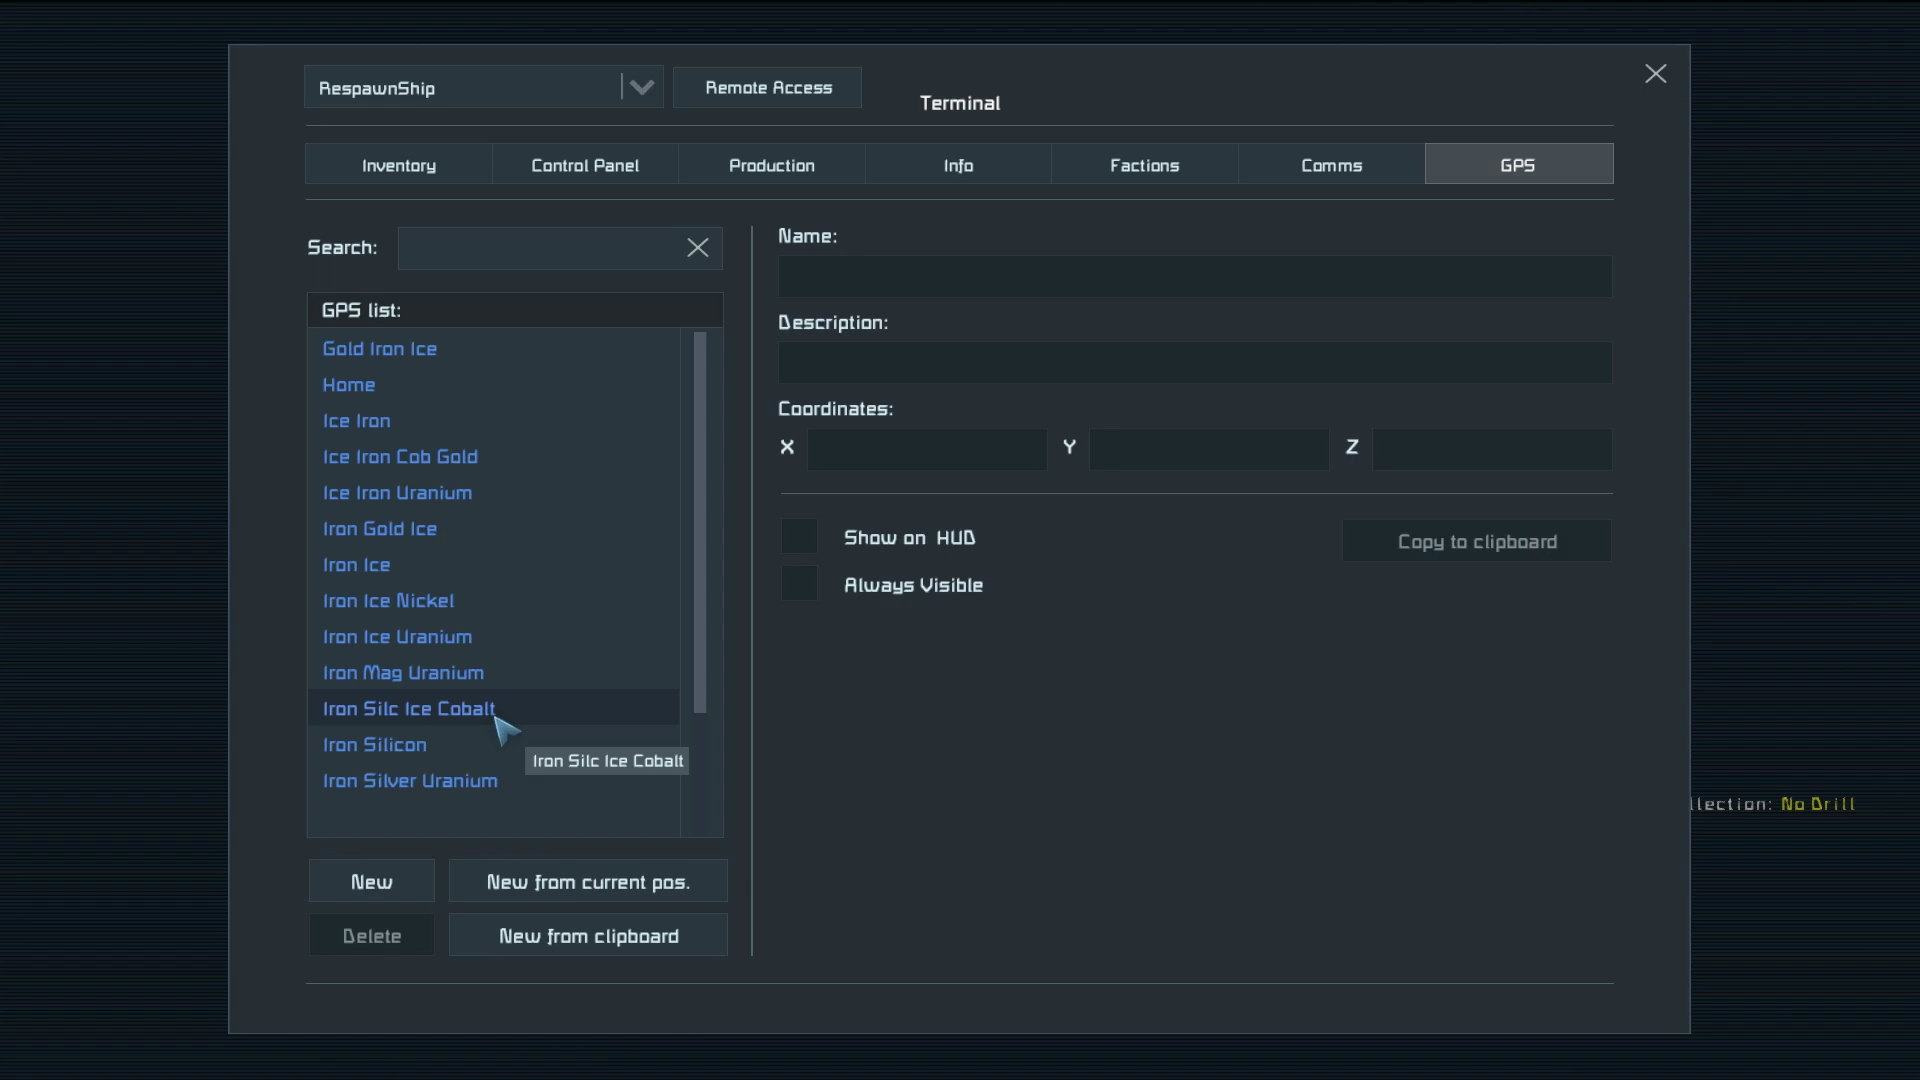 RespawnShip
Remote Access
Terminal
Inventory
Control Panel
Production
Info
Factions
Comms
GPS
Search:
GPS list:
Gold Iron Ice
Home
Ice Iron
Ice Iron Cob Gold
Ice Iron Uranium
Iron Gold Ice
Iron Ice
Iron Ice Nickel
Iron Ice Uranium
Iron Mag Uranium
Iron Silc Ice Cobalt
Iron Silicon
Iron Silver Uranium
Iron Silc Ice Cobalt
New
New from current pos.
Delete
New from clipboard
Name:
Description:
Coordinates:
X
Y
Z
Show on HUD
Copy to clipboard
Always Visible
llection: No Drill